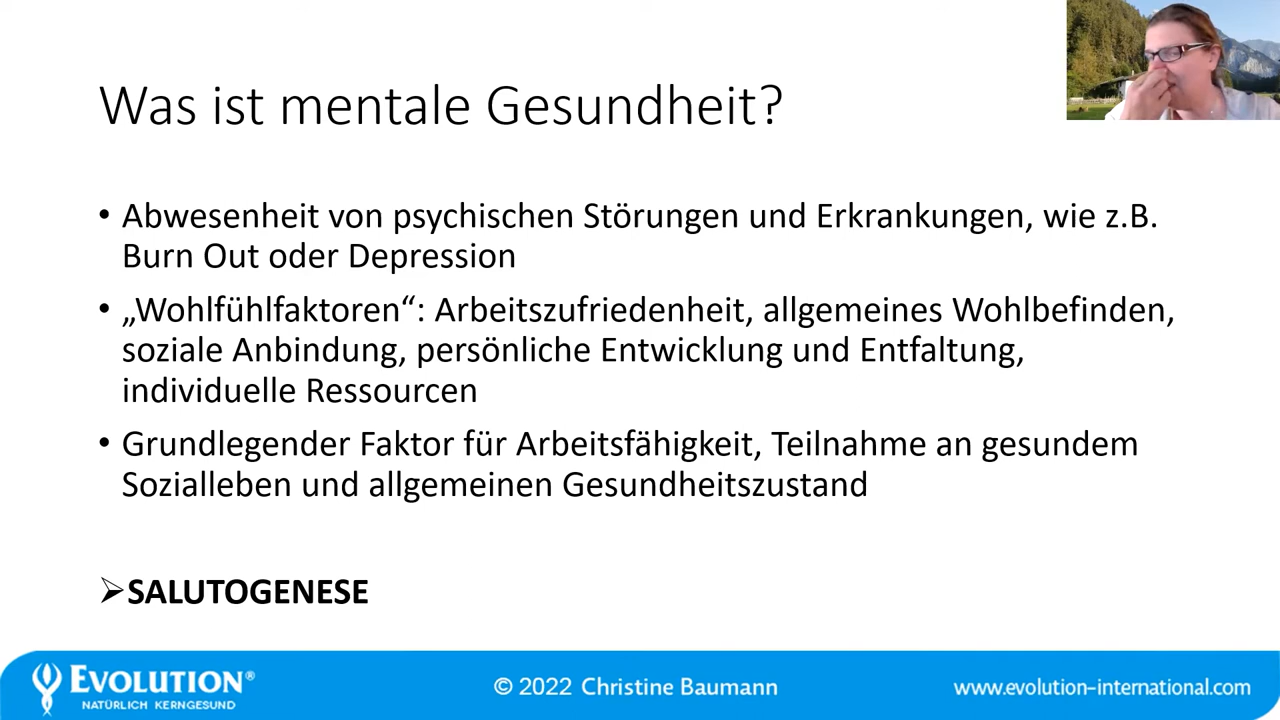 Was ist mentale Gesundheit?
• Abwesenheit von psychischen Störungen und Erkrankungen, wie z.B.
Burn Out oder Depression
• „Wohlfühlfaktoren“: Arbeitszufriedenheit, allgemeines Wohlbefinden,
soziale Anbindung, persönliche Entwicklung und Entfaltung,
individuelle Ressourcen
• Grundlegender Faktor für Arbeitsfähigkeit, Teilnahme an gesundem
Sozialleben und allgemeinen Gesundheitszustand
➢SALUTOGENESE
EVOLUTION®
NATÜRLICH KERNGESUND
© 2022 Christine Baumann
www.evolution-international.com